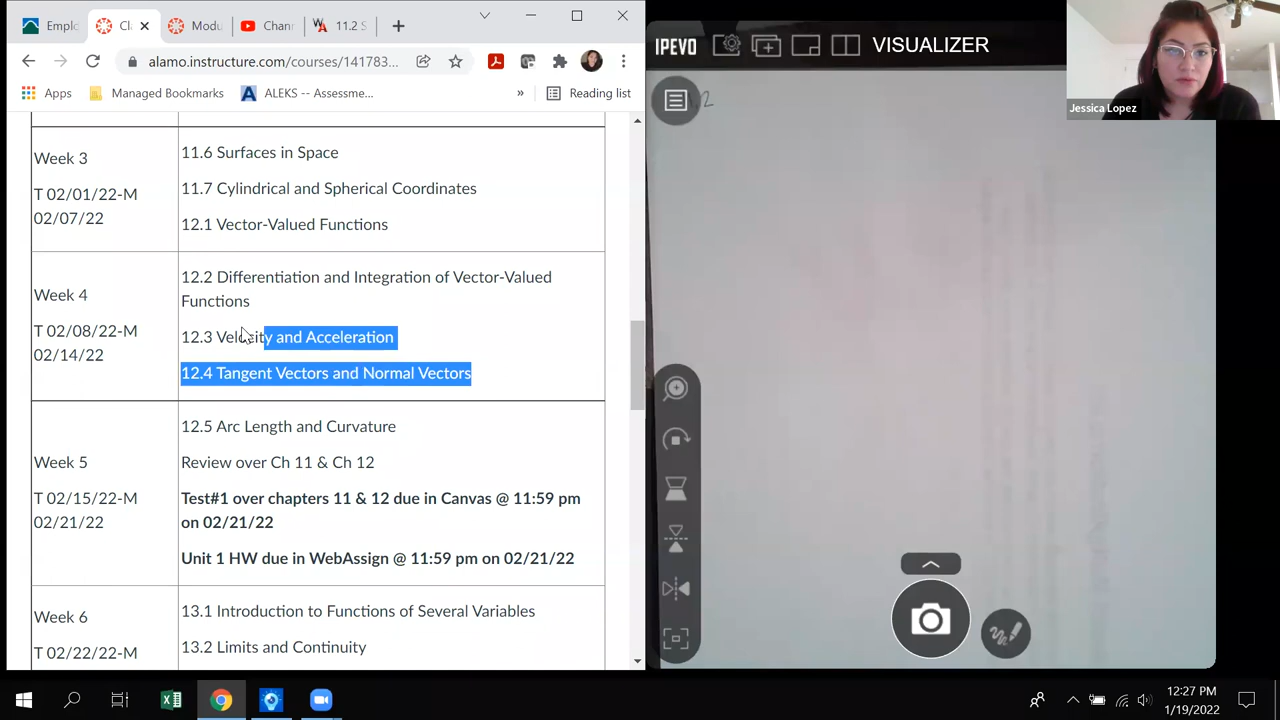 Emplo
Cla
Modu
Chann
11.2 S
alamo.instructure.com/courses/141783...
Apps
Managed Bookmarks
ALEKS -- Assessme...
»
Reading list
Week 3
T 02/01/22-M
02/07/22
11.6 Surfaces in Space
11.7 Cylindrical and Spherical Coordinates
12.1 Vector-Valued Functions
Week 4
T 02/08/22-M
02/14/22
12.2 Differentiation and Integration of Vector-Valued
Functions
12.3 Velocity and Acceleration
12.4 Tangent Vectors and Normal Vectors
Week 5
T 02/15/22-M
02/21/22
12.5 Arc Length and Curvature
Review over Ch 11 & Ch 12
Test#1 over chapters 11 & 12 due in Canvas @ 11:59 pm
on 02/21/22
Unit 1 HW due in WebAssign @ 11:59 pm on 02/21/22
Week 6
T 02/22/22-M
13.1 Introduction to Functions of Several Variables
13.2 Limits and Continuity
IPEVO
VISUALIZER
Jessica Lopez
12:27 PM
1/19/2022